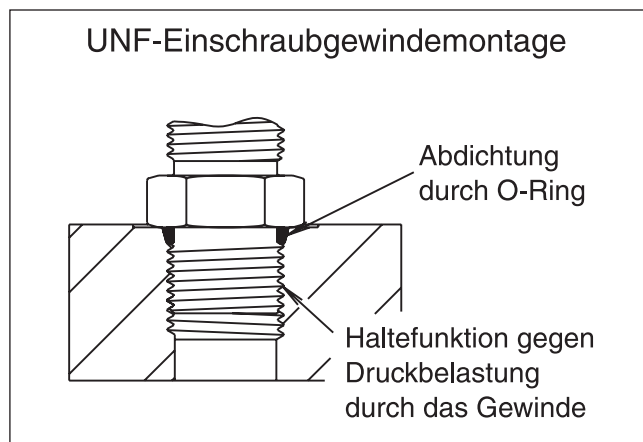 UNF-Einschraubgewindemontage
Abdichtung
durch O-Ring
Haltefunktion gegen
Druckbelastung
durch das Gewinde